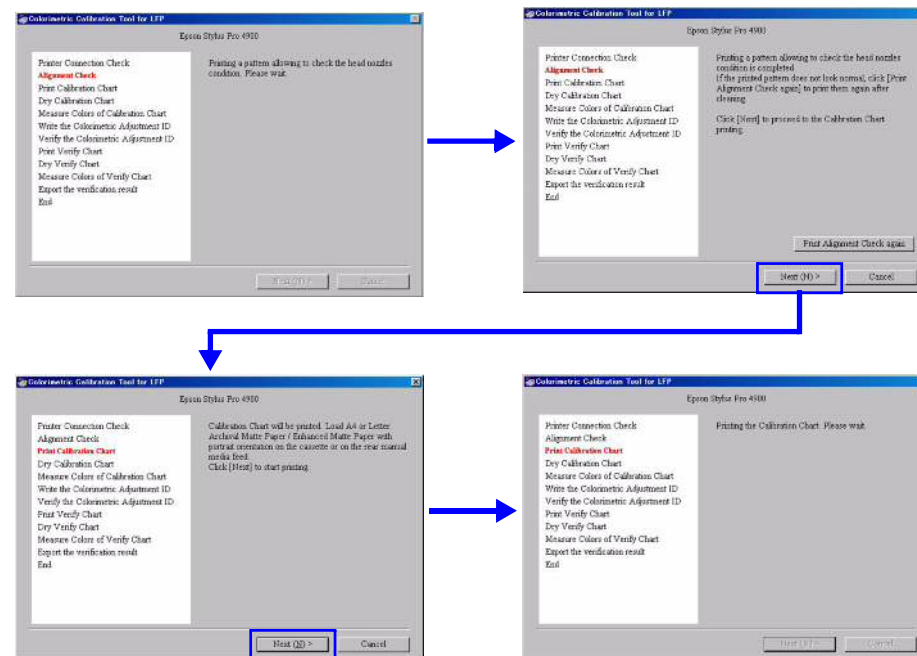 Colorimetric Calibration Tool for LFP
Epson Stylus Pro 4900
Printer Connection Check
Alignment Check
Print Calibration Chart
Dry Calibration Chart
Measure Colors of Calibration Chart
Write the Colorimetric Adjustment ID
Verify the Colorimetric Adjustment ID
Print Verify Chart
Dry Verify Chart
Measure Colors of Verify Chart
Export the verification result
End
Printing a pattern allowing to check the head nozzles
condition. Please wait.
Next (N) >
Cancel
Colorimetric Calibration Tool for LFP
Epson Stylus Pro 4900
Printer Connection Check
Alignment Check
Print Calibration Chart
Dry Calibration Chart
Measure Colors of Calibration Chart
Write the Colorimetric Adjustment ID
Verify the Colorimetric Adjustment ID
Print Verify Chart
Dry Verify Chart
Measure Colors of Verify Chart
Export the verification result
End
Printing a pattern allowing to check the head nozzles
condition is completed.
If the printed pattern does not look normal, click [Print
Alignment Check again] to print them again after
cleaning.
Click [Next] to proceed to the Calibration Chart
printing.
Print Alignment Check again
Next (N) >
Cancel
Colorimetric Calibration Tool for LFP
Epson Stylus Pro 4900
Printer Connection Check
Alignment Check
Print Calibration Chart
Dry Calibration Chart
Measure Colors of Calibration Chart
Write the Colorimetric Adjustment ID
Verify the Colorimetric Adjustment ID
Print Verify Chart
Dry Verify Chart
Measure Colors of Verify Chart
Export the verification result
End
Calibration Chart will be printed. Load A4 or Letter
Archival Matte Paper / Enhanced Matte Paper with
portrait orientation on the cassette or on the rear manual
media feed.
Click [Next] to start printing.
Next (N) >
Cancel
Colorimetric Calibration Tool for LFP
Epson Stylus Pro 4900
Printer Connection Check
Alignment Check
Print Calibration Chart
Dry Calibration Chart
Measure Colors of Calibration Chart
Write the Colorimetric Adjustment ID
Verify the Colorimetric Adjustment ID
Print Verify Chart
Dry Verify Chart
Measure Colors of Verify Chart
Export the verification result
End
Printing the Calibration Chart. Please wait.
Next (N) >
Cancel